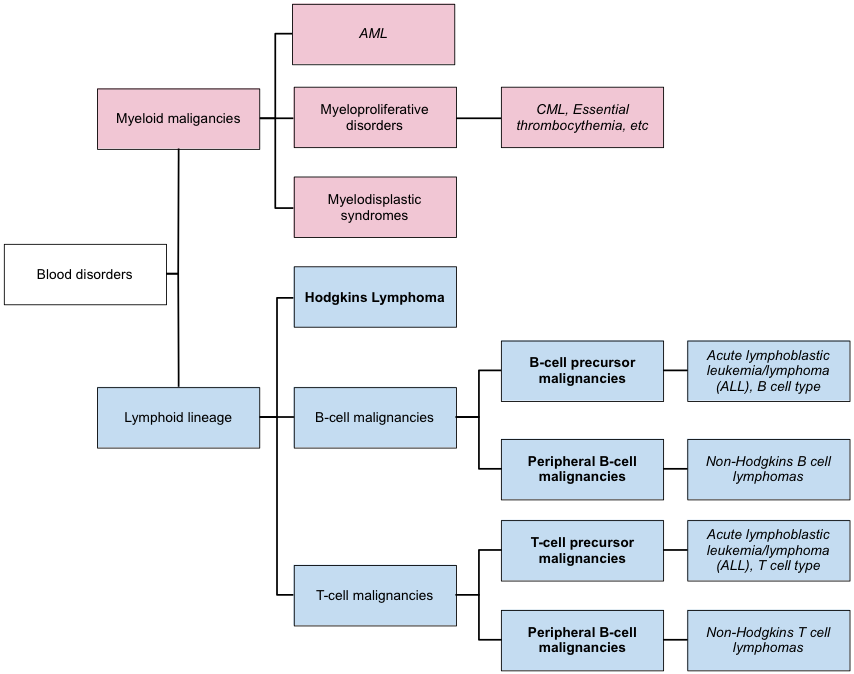 AML
Myeloid maligancies
Myeloproliferative
disorders
CML, Essential
thrombocythemia, etc
Myelodisplastic
syndromes
Blood disorders
Hodgkins Lymphoma
Lymphoid lineage
B-cell malignancies
B-cell precursor
malignancies
Acute lymphoblastic
leukemia/lymphoma
(ALL), B cell type
Peripheral B-cell
malignancies
Non-Hodgkins B cell
lymphomas
T-cell malignancies
T-cell precursor
malignancies
Acute lymphoblastic
leukemia/lymphoma
(ALL), T cell type
Peripheral B-cell
malignancies
Non-Hodgkins T cell
lymphomas